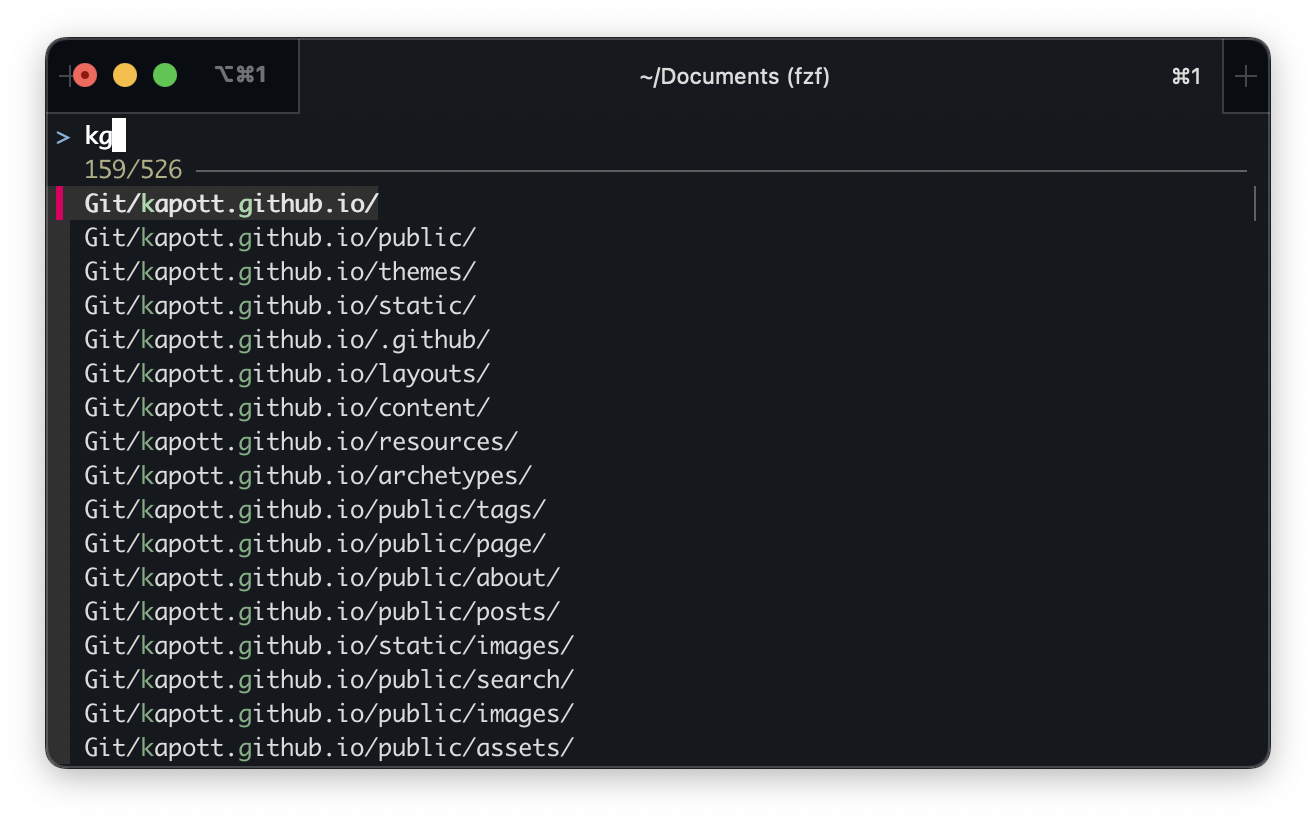 ⌥⌘1 ~/Documents (fzf) ⌘1
> kg
159/526
Git/kapott.github.io/
Git/kapott.github.io/public/
Git/kapott.github.io/themes/
Git/kapott.github.io/static/
Git/kapott.github.io/.github/
Git/kapott.github.io/layouts/
Git/kapott.github.io/content/
Git/kapott.github.io/resources/
Git/kapott.github.io/archetypes/
Git/kapott.github.io/public/tags/
Git/kapott.github.io/public/page/
Git/kapott.github.io/public/about/
Git/kapott.github.io/public/posts/
Git/kapott.github.io/static/images/
Git/kapott.github.io/public/search/
Git/kapott.github.io/public/images/
Git/kapott.github.io/public/assets/